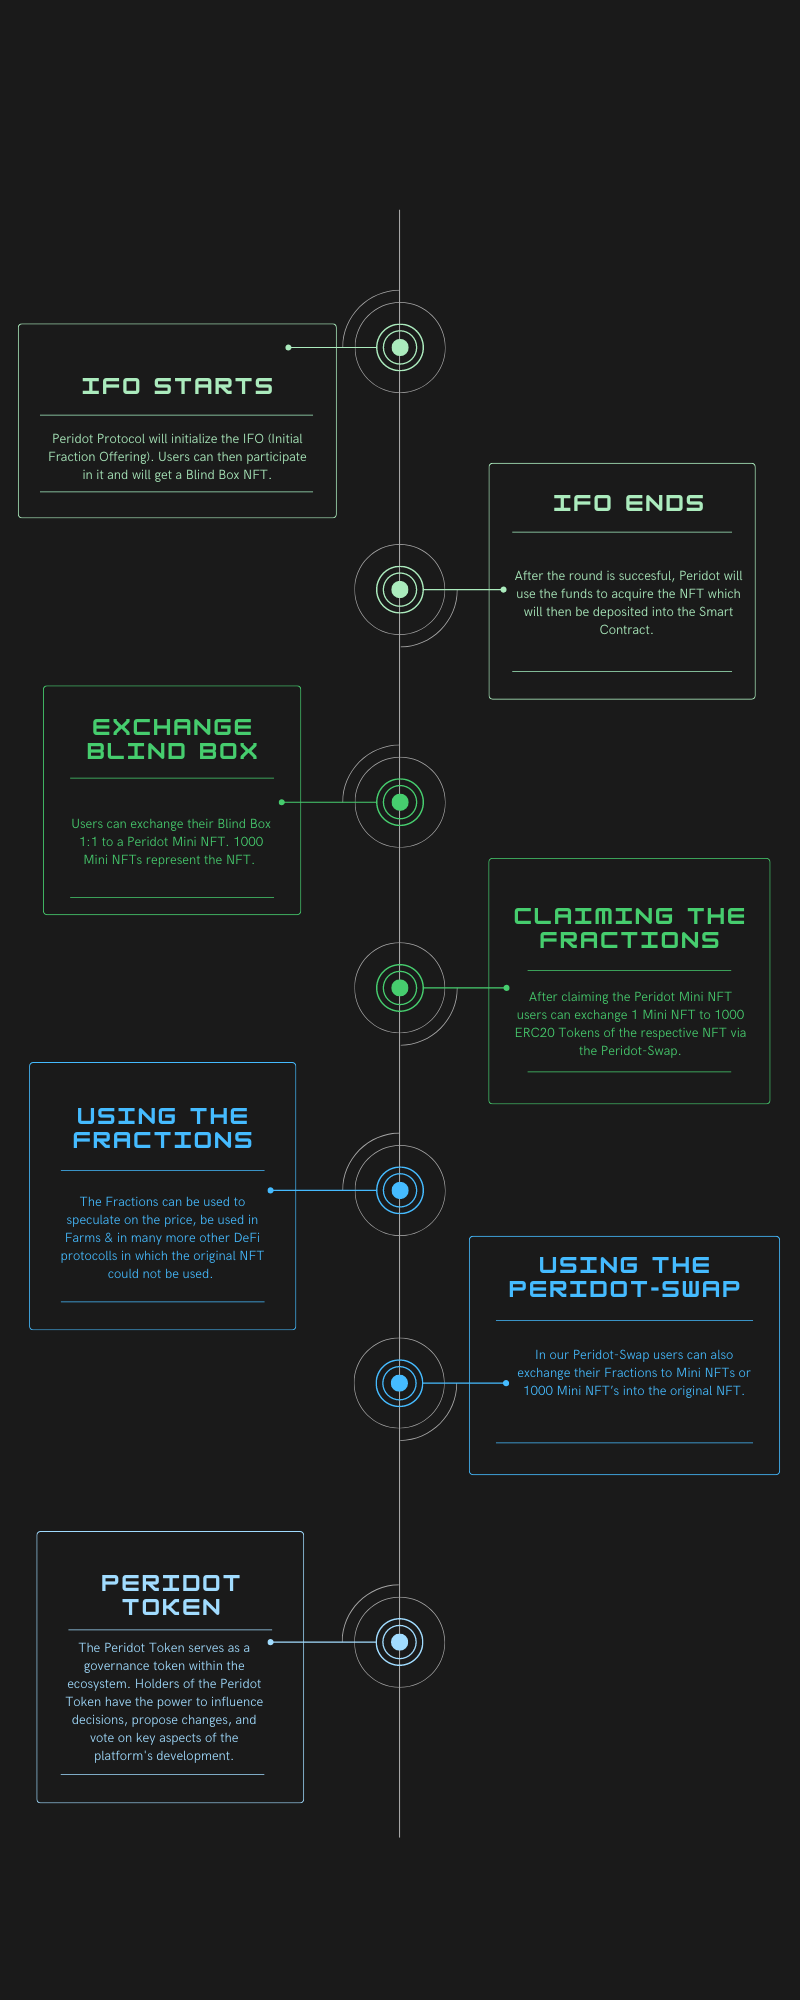 IFO STARTS
Peridot Protocol will initialize the IFO (Initial
Fraction Offering). Users can then participate
in it and will get a Blind Box NFT.
IFO ENDS
After the round is succesful, Peridot will
use the funds to acquire the NFT which
will then be deposited into the Smart
Contract.
EXCHANGE
BLIND BOX
Users can exchange their Blind Box
1:1 to a Peridot Mini NFT. 1000
Mini NFTs represent the NFT.
CLAIMING THE
FRACTIONS
After claiming the Peridot Mini NFT
users can exchange 1 Mini NFT to 1000
ERC20 Tokens of the respective NFT via
the Peridot-Swap.
USING THE
FRACTIONS
The Fractions can be used to
speculate on the price, be used in
Farms & in many more other DeFi
protocolls in which the original NFT
could not be used.
USING THE
PERIDOT-SWAP
In our Peridot-Swap users can also
exchange their Fractions to Mini NFTs or
1000 Mini NFT's into the original NFT.
PERIDOT
TOKEN
The Peridot Token serves as a
governance token within the
ecosystem. Holders of the Peridot
Token have the power to influence
decisions, propose changes, and
vote on key aspects of the
platform's development.